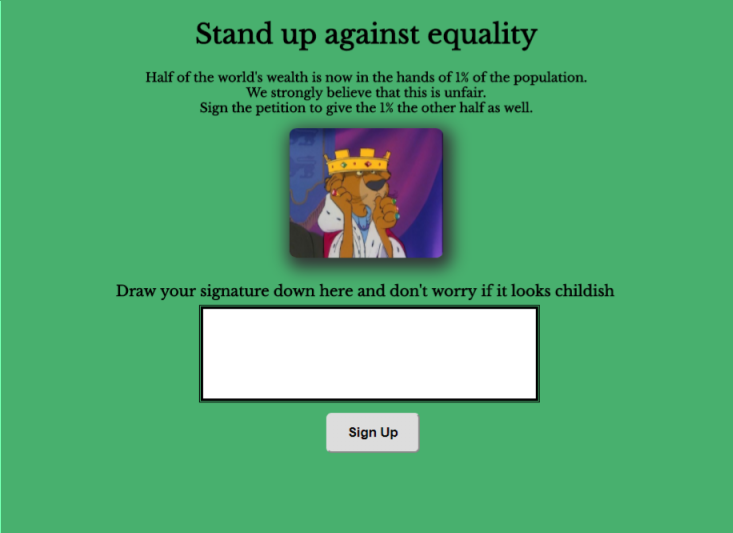 Stand up against equality
Half of the world's wealth is now in the hands of 1% of the population.
We strongly believe that this is unfair.
Sign the petition to give the 1% the other half as well.
Draw your signature down here and don't worry if it looks childish
Sign Up